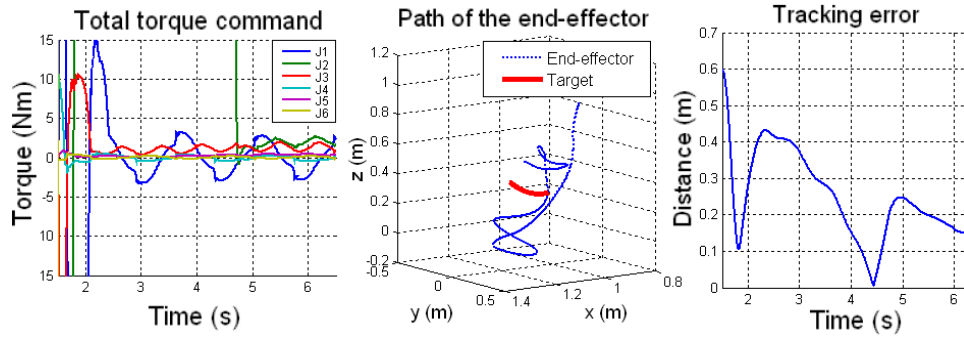 Total torque command
15
10
5
0
5
10
15
2
3
4
5
6
Torque (Nm)
Time (s)
J1
J2
J3
J4
J5
J6
Path of the end-effector
End-effector
Target
1.2
1
0.8
0.6
0.4
0.2
0
-0.2
z (m)
-0.5
0
0.5
y (m)
1.4
1.2
1
0.8
x (m)
Tracking error
0.7
0.6
0.5
0.4
0.3
0.2
0.1
0
Distance (m)
2
3
4
5
6
Time (s)